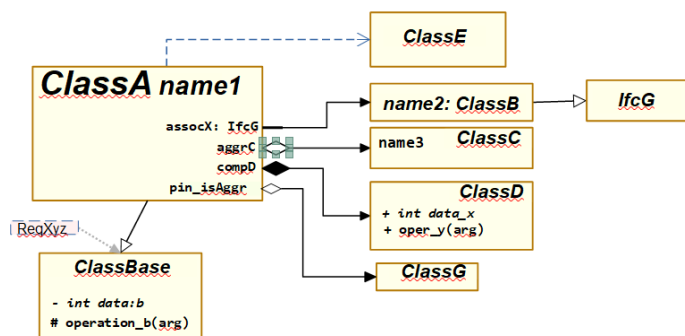 ClassE
ClassA name1
name2: ClassB
IfcG
assocX: IfcG
aggrC
name3 ClassC
compD
pin_isAggr
ClassD
+ int data_x
+ oper_y(arg)
ReqXyz
ClassBase
ClassG
- int data:b
# operation_b(arg)